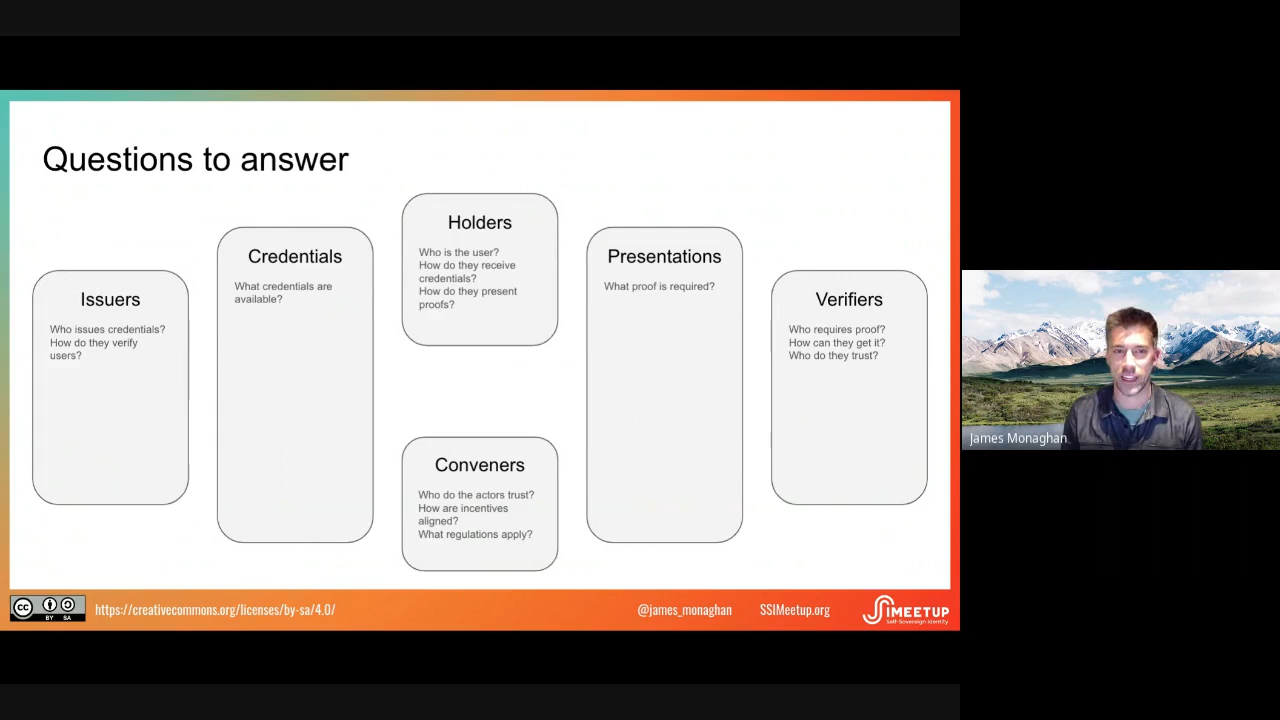 Questions to answer
Issuers
Who issues credentials?
How do they verify
users?
Credentials
What credentials are
available?
Holders
Who is the user?
How do they receive
credentials?
How do they present
proofs?
Conveners
Who do the actors trust?
How are incentives
aligned?
What regulations apply?
Presentations
What proof is required?
Verifiers
Who requires proof?
How can they get it?
Who do they trust?
James Monaghan
CC BY SA
https://creativecommons.org/licenses/by-sa/4.0/
@james_monaghan
SSIMeetup.org
SSIMEETUP
Self-Sovereign Identity